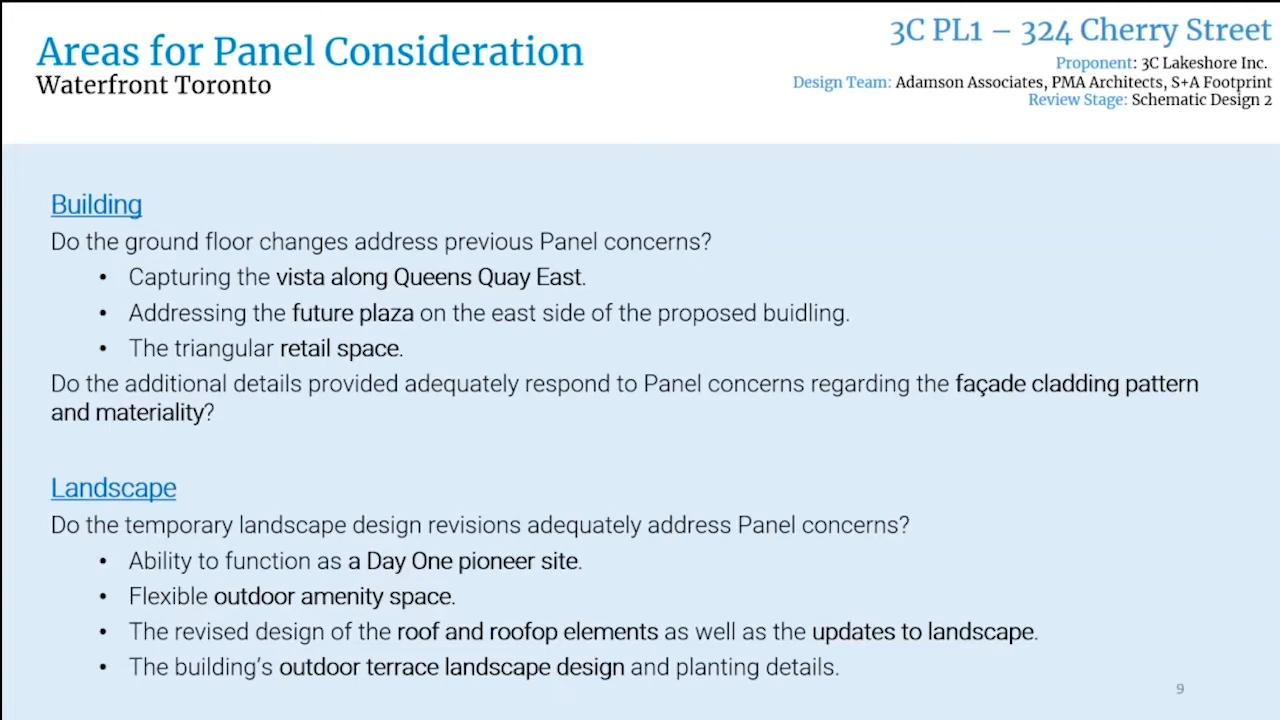 Areas for Panel Consideration
Waterfront Toronto
3C PL1 – 324 Cherry Street
Proponent: 3C Lakeshore Inc.
Design Team: Adamson Associates, PMA Architects, S+A Footprint
Review Stage: Schematic Design 2
Building
Do the ground floor changes address previous Panel concerns?
• Capturing the vista along Queens Quay East.
• Addressing the future plaza on the east side of the proposed buidling.
• The triangular retail space.
Do the additional details provided adequately respond to Panel concerns regarding the façade cladding pattern
and materiality?
Landscape
Do the temporary landscape design revisions adequately address Panel concerns?
• Ability to function as a Day One pioneer site.
• Flexible outdoor amenity space.
• The revised design of the roof and roofop elements as well as the updates to landscape.
• The building's outdoor terrace landscape design and planting details.
9